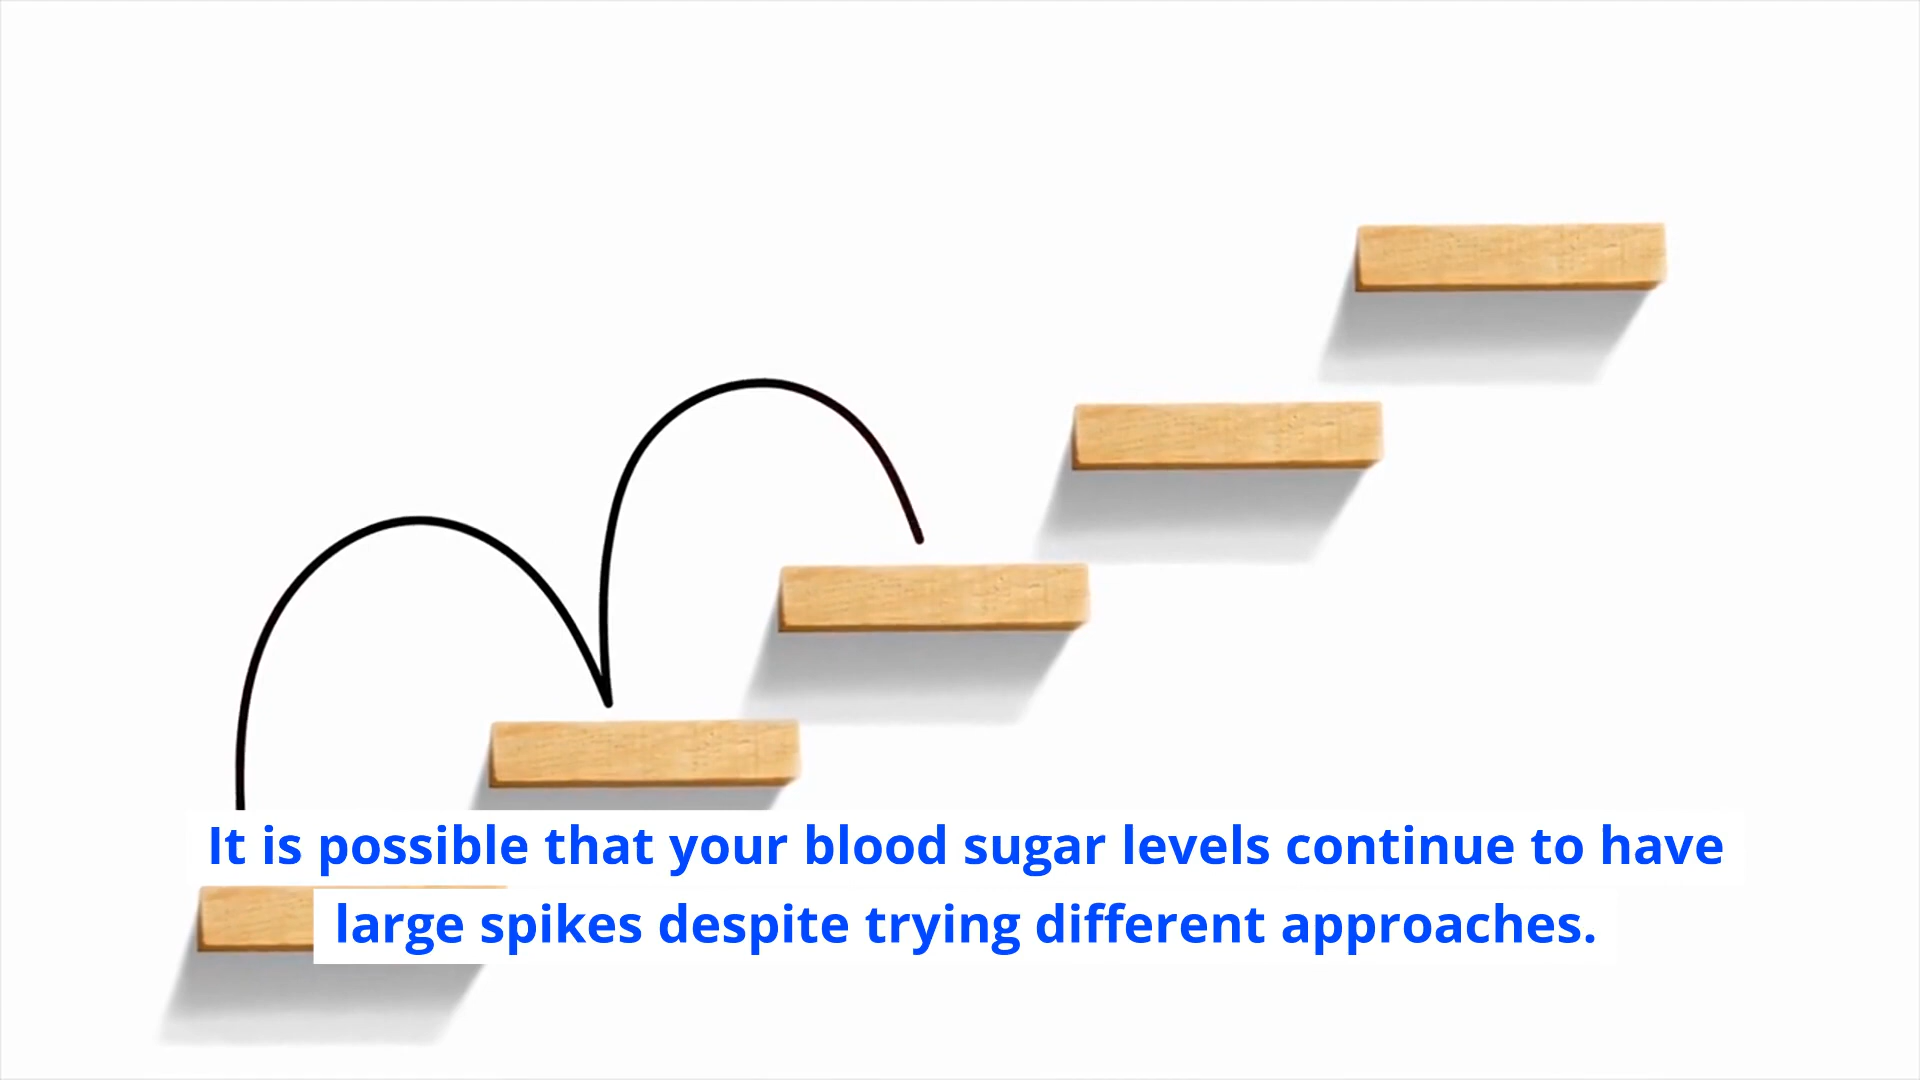 It is possible that your blood sugar levels continue to have
large spikes despite trying different approaches.